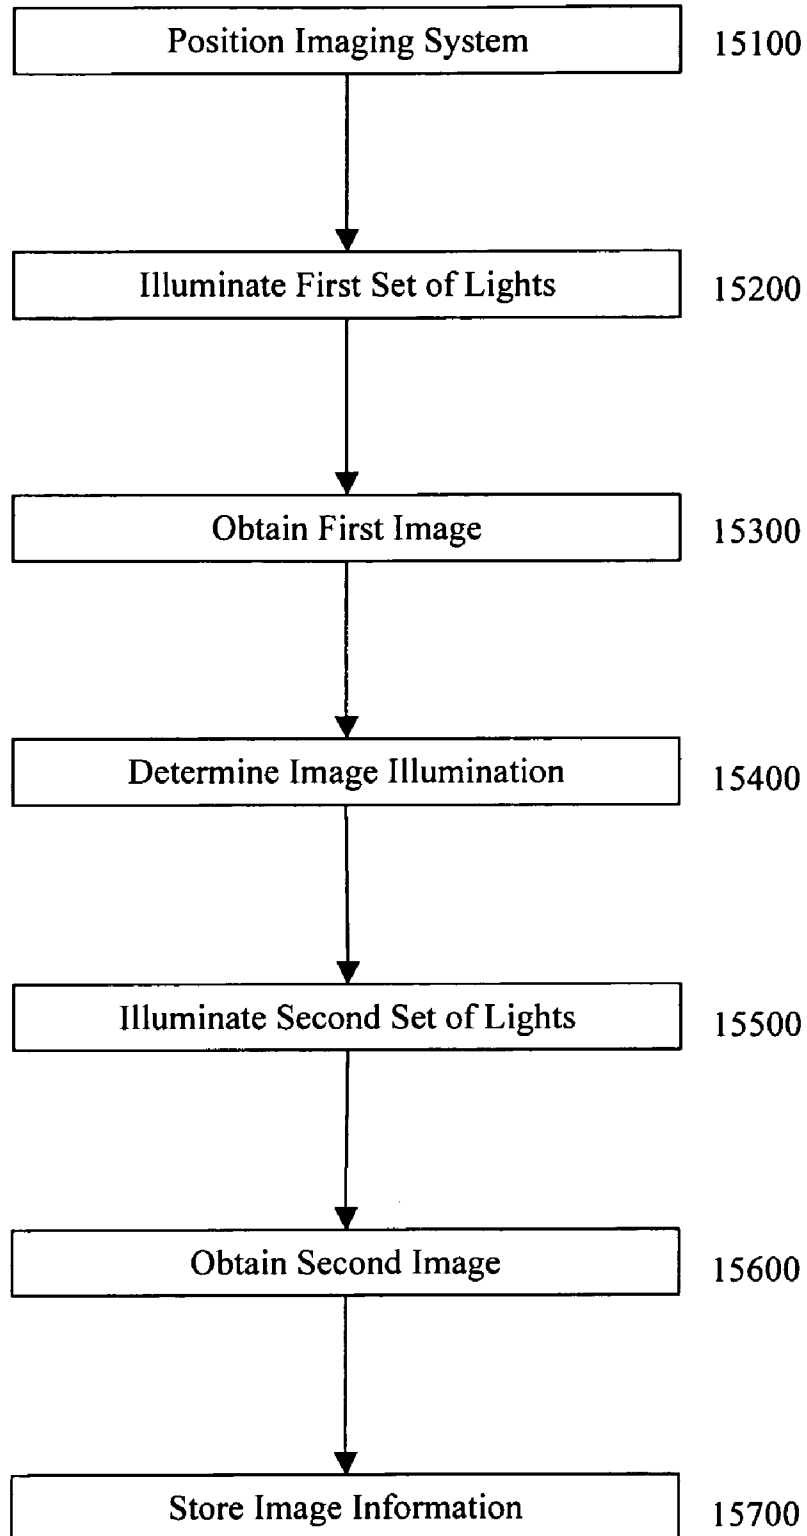 Position Imaging System 15100
Illuminate First Set of Lights 15200
Obtain First Image 15300
Determine Image Illumination 15400
Illuminate Second Set of Lights 15500
Obtain Second Image 15600
Store Image Information 15700